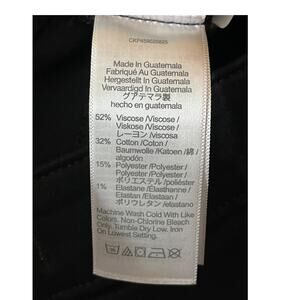 Made In Guatemala
Fabriqué Au Guatemala
Hergestellt In Guatemala
Vervaardigd In Guatemala
グアテマラ製
hecho en guatemala
52% Viscose /Viscose/
Viskose /Viscose/
レーヨン /viscosa
32% Cotton /Coton/
Baumwolle /Katoen /綿 /
algodón
15% Polyester /Polyester/
Polyester /Polyester/
ポリエステル /poliéster
1% Elastane /Elasthanne/
Elastan /Elastaan /
ポリウレタン /elastano
Machine Wash Cold With Like
Colors. Non-Chlorine Bleach
Only. Tumble Dry Low. Iron
On Lowest Setting